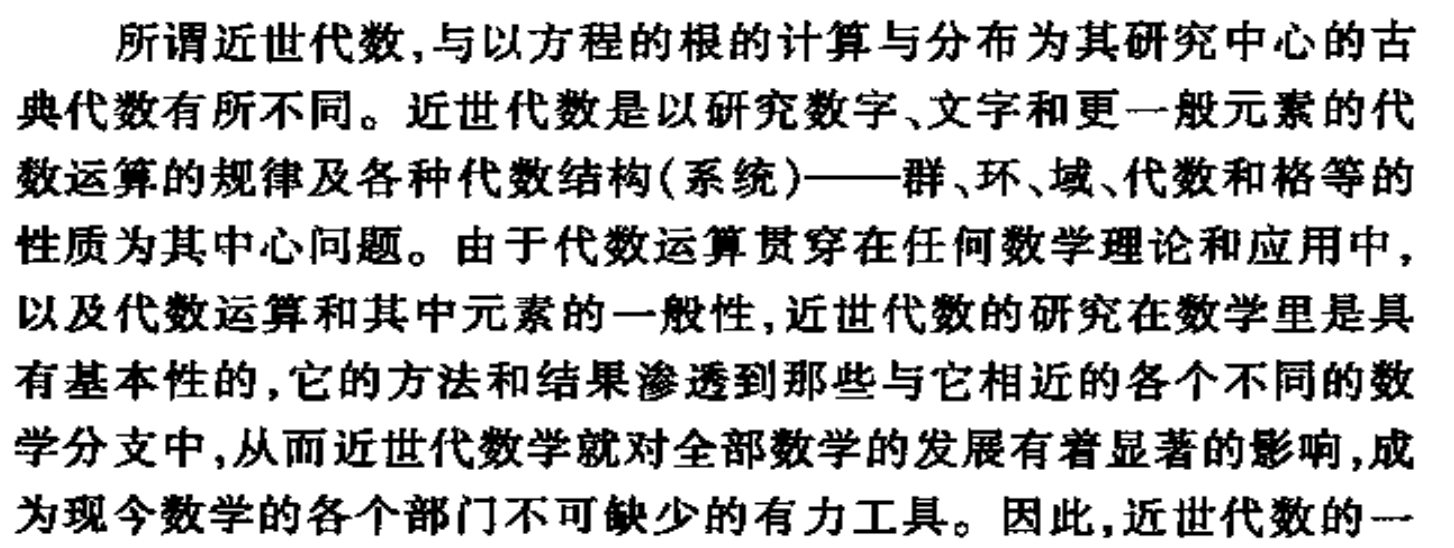 所谓近世代数,与以方程的根的计算与分布为其研究中心的古
典代数有所不同。近世代数是以研究数字、文字和更一般元素的代
数运算的规律及各种代数结构(系统)——群、环、域、代数和格等的
性质为其中心问题。由于代数运算贯穿在任何数学理论和应用中,
以及代数运算和其中元素的一般性,近世代数的研究在数学里是具
有基本性的,它的方法和结果渗透到那些与它相近的各个不同的数
学分支中,从而近世代数学就对全部数学的发展有着显著的影响,成
为现今数学的各个部门不可缺少的有力工具。因此,近世代数的一